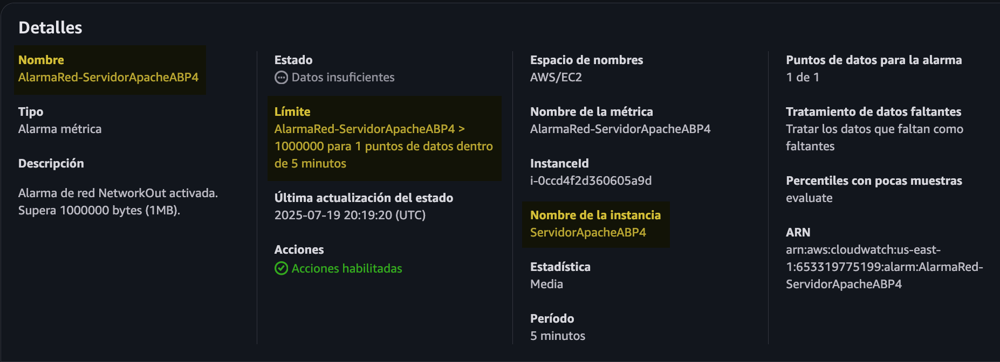 Detalles
Nombre
AlarmaRed-ServidorApacheABP4
Tipo
Alarma métrica
Descripción
Alarma de red NetworkOut activada.
Supera 1000000 bytes (1MB).
Estado
Datos insuficientes
Límite
AlarmaRed-ServidorApacheABP4 >
1000000 para 1 puntos de datos dentro
de 5 minutos
Última actualización del estado
2025-07-19 20:19:20 (UTC)
Acciones
Acciones habilitadas
Espacio de nombres
AWS/EC2
Nombre de la métrica
AlarmaRed-ServidorApacheABP4
InstanceId
i-0ccd4f2d360605a9d
Nombre de la instancia
ServidorApacheABP4
Estadística
Media
Período
5 minutos
Puntos de datos para la alarma
1 de 1
Tratamiento de datos faltantes
Tratar los datos que faltan como
faltantes
Percentiles con pocas muestras
evaluate
ARN
arn:aws:cloudwatch:us-east-
1:653319775199:alarm:AlarmaRed-
ServidorApacheABP4